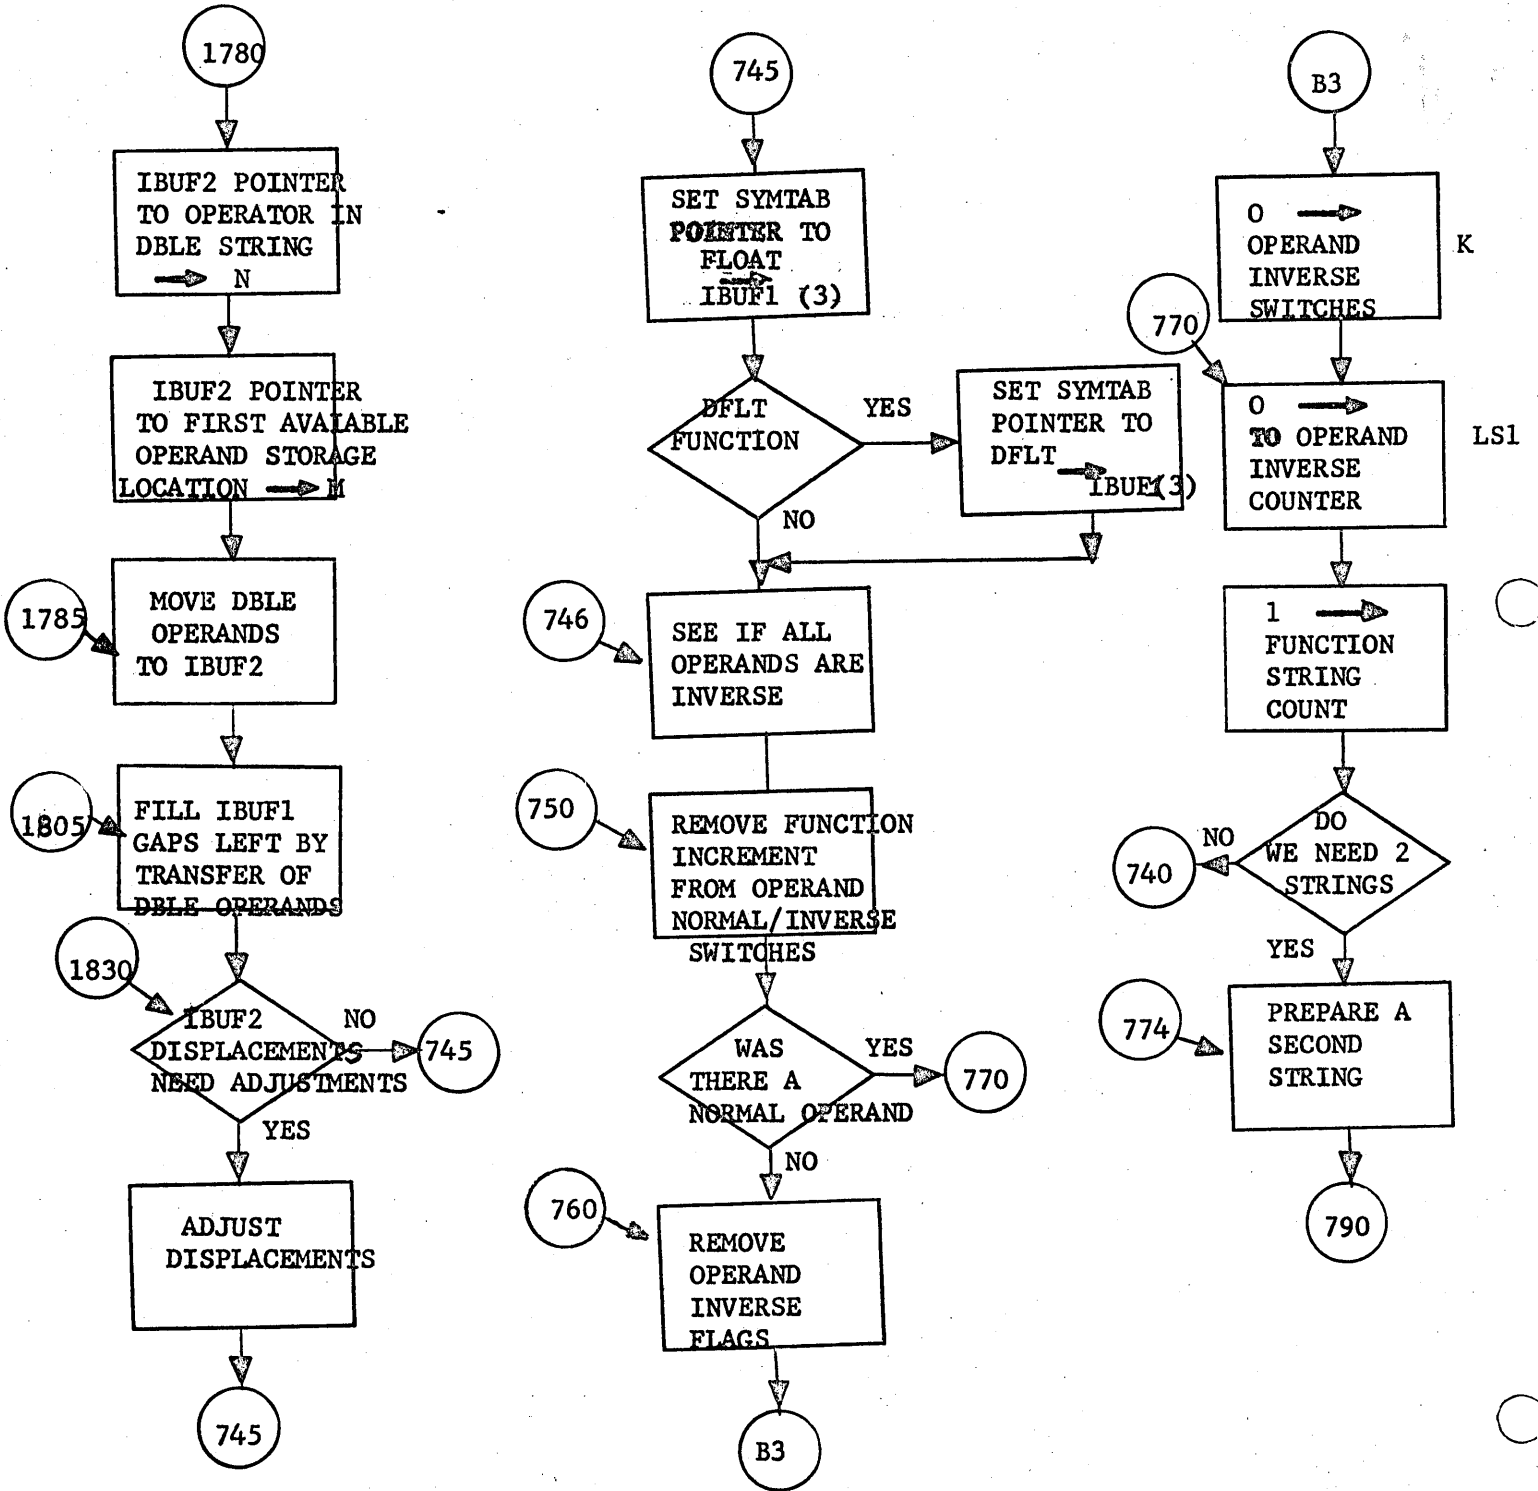 1780
IBUF2 POINTER
TO OPERATOR IN
DBLE STRING
N
IBUF2 POINTER
TO FIRST AVAIABLE
OPERAND STORAGE
LOCATION M
1785
MOVE DBLE
OPERANDS
TO IBUF2
1805
FILL IBUF1
GAPS LEFT BY
TRANSFER OF
DBLE OPERANDS
1830
IBUF2
DISPLACEMENTS
NEED ADJUSTMENTS
NO
745
YES
ADJUST
DISPLACEMENTS
745
745
SET SYMTAB
POINTER TO
FLOAT
IBUF1 (3)
DFLT
FUNCTION
YES
SET SYMTAB
POINTER TO
DFLT
IBUF1(3)
NO
746
SEE IF ALL
OPERANDS ARE
INVERSE
750
REMOVE FUNCTION
INCREMENT
FROM OPERAND
NORMAL/INVERSE
SWITCHES
WAS
THERE A
NORMAL OPERAND
YES
770
NO
760
REMOVE
OPERAND
INVERSE
FLAGS
B3
B3
0
OPERAND
INVERSE
SWITCHES
K
770
0
TO OPERAND
INVERSE
COUNTER
LS1
1
FUNCTION
STRING
COUNT
DO
WE NEED 2
STRINGS
NO
740
YES
774
PREPARE A
SECOND
STRING
790